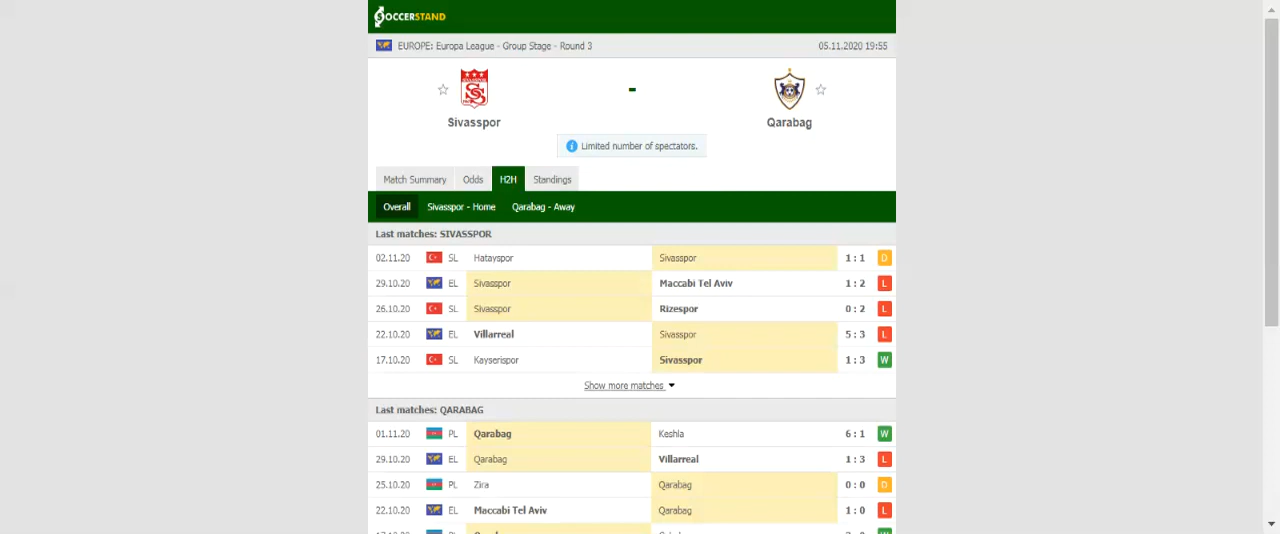 SOCCERSTAND
EUROPE: Europa League - Group Stage - Round 3 05.11.2020 19:55
-
Sivasspor Qarabag
Limited number of spectators.
Match Summary Odds H2H Standings
Overall Sivasspor - Home Qarabag - Away
Last matches: SIVASSPOR
02.11.20 SL Hatayspor Sivasspor 1 : 1 D
29.10.20 EL Sivasspor Maccabi Tel Aviv 1 : 2 L
26.10.20 SL Sivasspor Rizespor 0 : 2 L
22.10.20 EL Villarreal Sivasspor 5 : 3 L
17.10.20 SL Kayserispor Sivasspor 1 : 3 W
Show more matches
Last matches: QARABAG
01.11.20 PL Qarabag Keshla 6 : 1 W
29.10.20 EL Qarabag Villarreal 1 : 3 L
25.10.20 PL Zira Qarabag 0 : 0 D
22.10.20 EL Maccabi Tel Aviv Qarabag 1 : 0 L